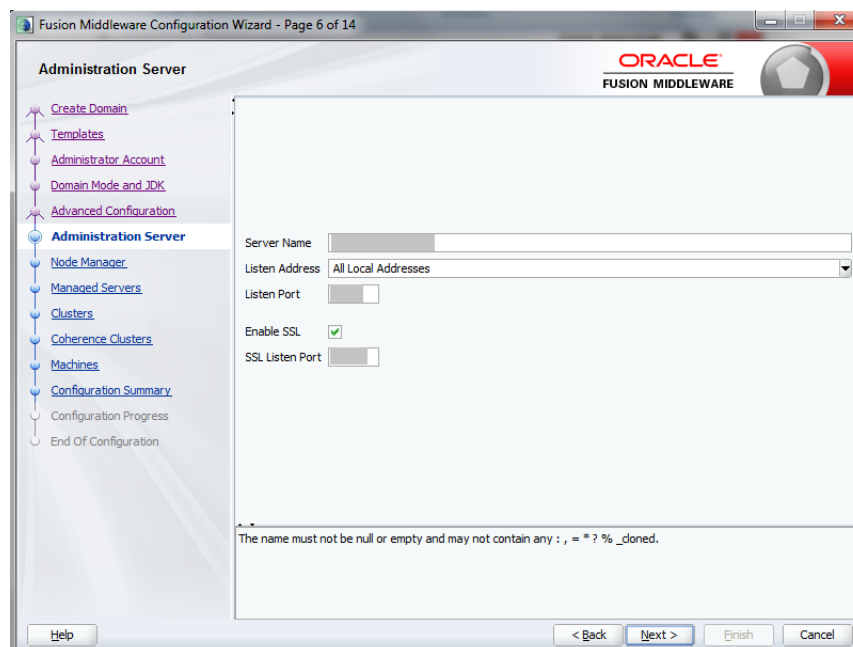 Fusion Middleware Configuration Wizard - Page 6 of 14
Administration Server
ORACLE
FUSION MIDDLEWARE
Create Domain
Templates
Administrator Account
Domain Mode and JDK
Advanced Configuration
Administration Server
Node Manager
Managed Servers
Clusters
Coherence Clusters
Machines
Configuration Summary
Configuration Progress
End Of Configuration
Server Name
Listen Address All Local Addresses
Listen Port
Enable SSL
SSL Listen Port
The name must not be null or empty and may not contain any : , = * ? % _cloned.
Help
< Back Next > Finish Cancel